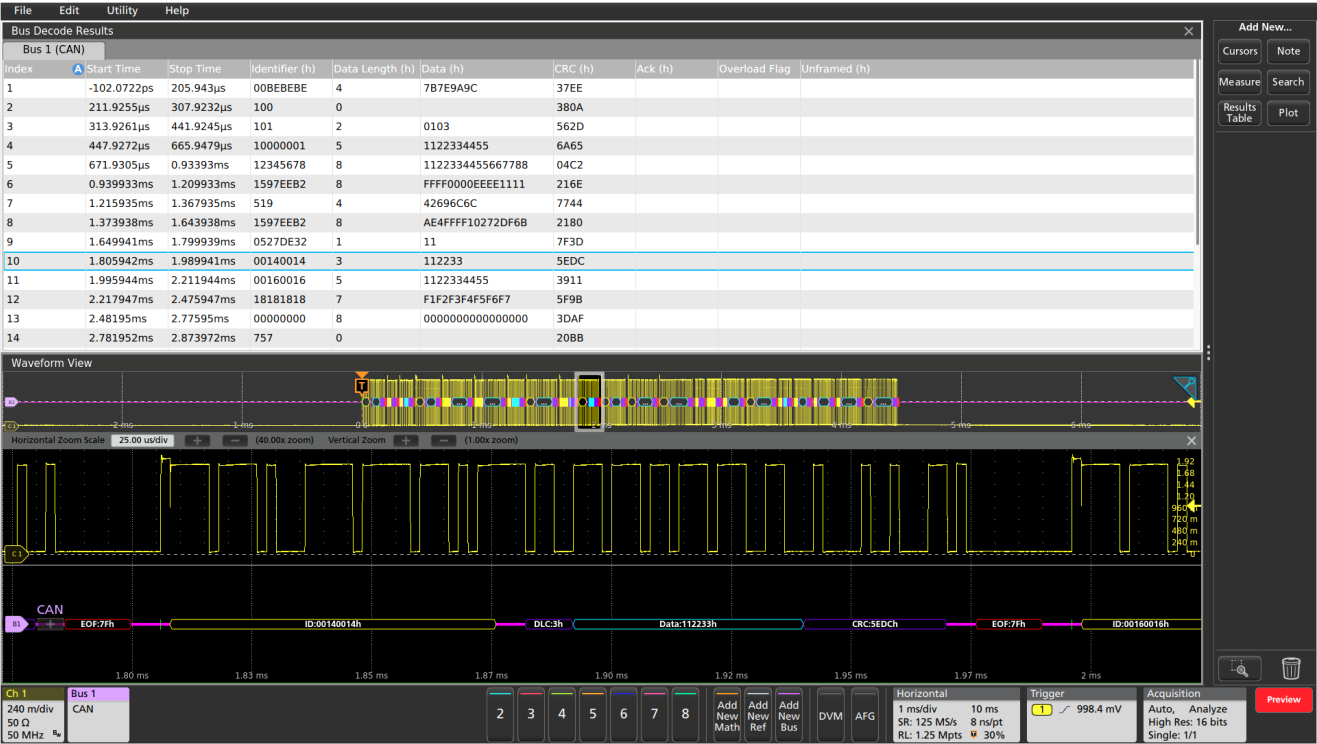 File Edit Utility Help
Bus Decode Results
Add New...
Bus 1 (CAN)
Cursors Note
Index A Start Time Stop Time Identifier (h) Data Length (h) Data (h) CRC (h) Ack (h) Overload Flag Unframed (h)
Measure Search
1 -102.0722ps 205.943µs 00BEBEBE 4 7B7E9A9C 37EE
2 211.9255µs 307.9232µs 100 0 380A
Results Table Plot
3 313.9261µs 441.9245µs 101 2 0103 562D
4 447.9272µs 665.9479µs 10000001 5 1122334455 6A65
5 671.9305µs 0.93393ms 12345678 8 1122334455667788 04C2
6 0.939933ms 1.209933ms 1597EEB2 8 FFFF0000EEEE1111 216E
7 1.215935ms 1.367935ms 519 4 42696C6C 7744
8 1.373938ms 1.643938ms 1597EEB2 8 AE4FFFF10272DF6B 2180
9 1.649941ms 1.799939ms 0527DE32 1 11 7F3D
10 1.805942ms 1.989941ms 00140014 3 112233 5EDC
11 1.995944ms 2.211944ms 00160016 5 1122334455 3911
12 2.217947ms 2.475947ms 18181818 7 F1F2F3F4F5F6F7 5F9B
13 2.48195ms 2.77595ms 00000000 8 0000000000000000 3DAF
14 2.781952ms 2.873972ms 757 0 20BB
Waveform View
T
B1
C1 -2 ms -1 ms 4 ms 5 ms 6 ms
Horizontal Zoom Scale 25.00 us/div + - (40.00x zoom) Vertical Zoom + - (1.00x zoom)
1.92
1.68
1.44
1.20
960 m
720 m
480 m
240 m
C1 0
CAN
B1 + EOF:7Fh ID:00140014h DLC:3h Data:112233h CRC:5EDCh EOF:7Fh ID:00160016h
1.80 ms 1.83 ms 1.85 ms 1.87 ms 1.90 ms 1.92 ms 1.95 ms 1.97 ms 2 ms
Ch 1
240 m/div
50 Ω
50 MHz Bw
Bus 1
CAN
2 3 4 5 6 7 8
Add New Math
Add New Ref
Add New Bus
DVM AFG
Horizontal
1 ms/div 10 ms
SR: 125 MS/s 8 ns/pt
RL: 1.25 Mpts T 30%
Trigger
1 998.4 mV
Acquisition
Auto, Analyze
High Res: 16 bits
Single: 1/1
Preview